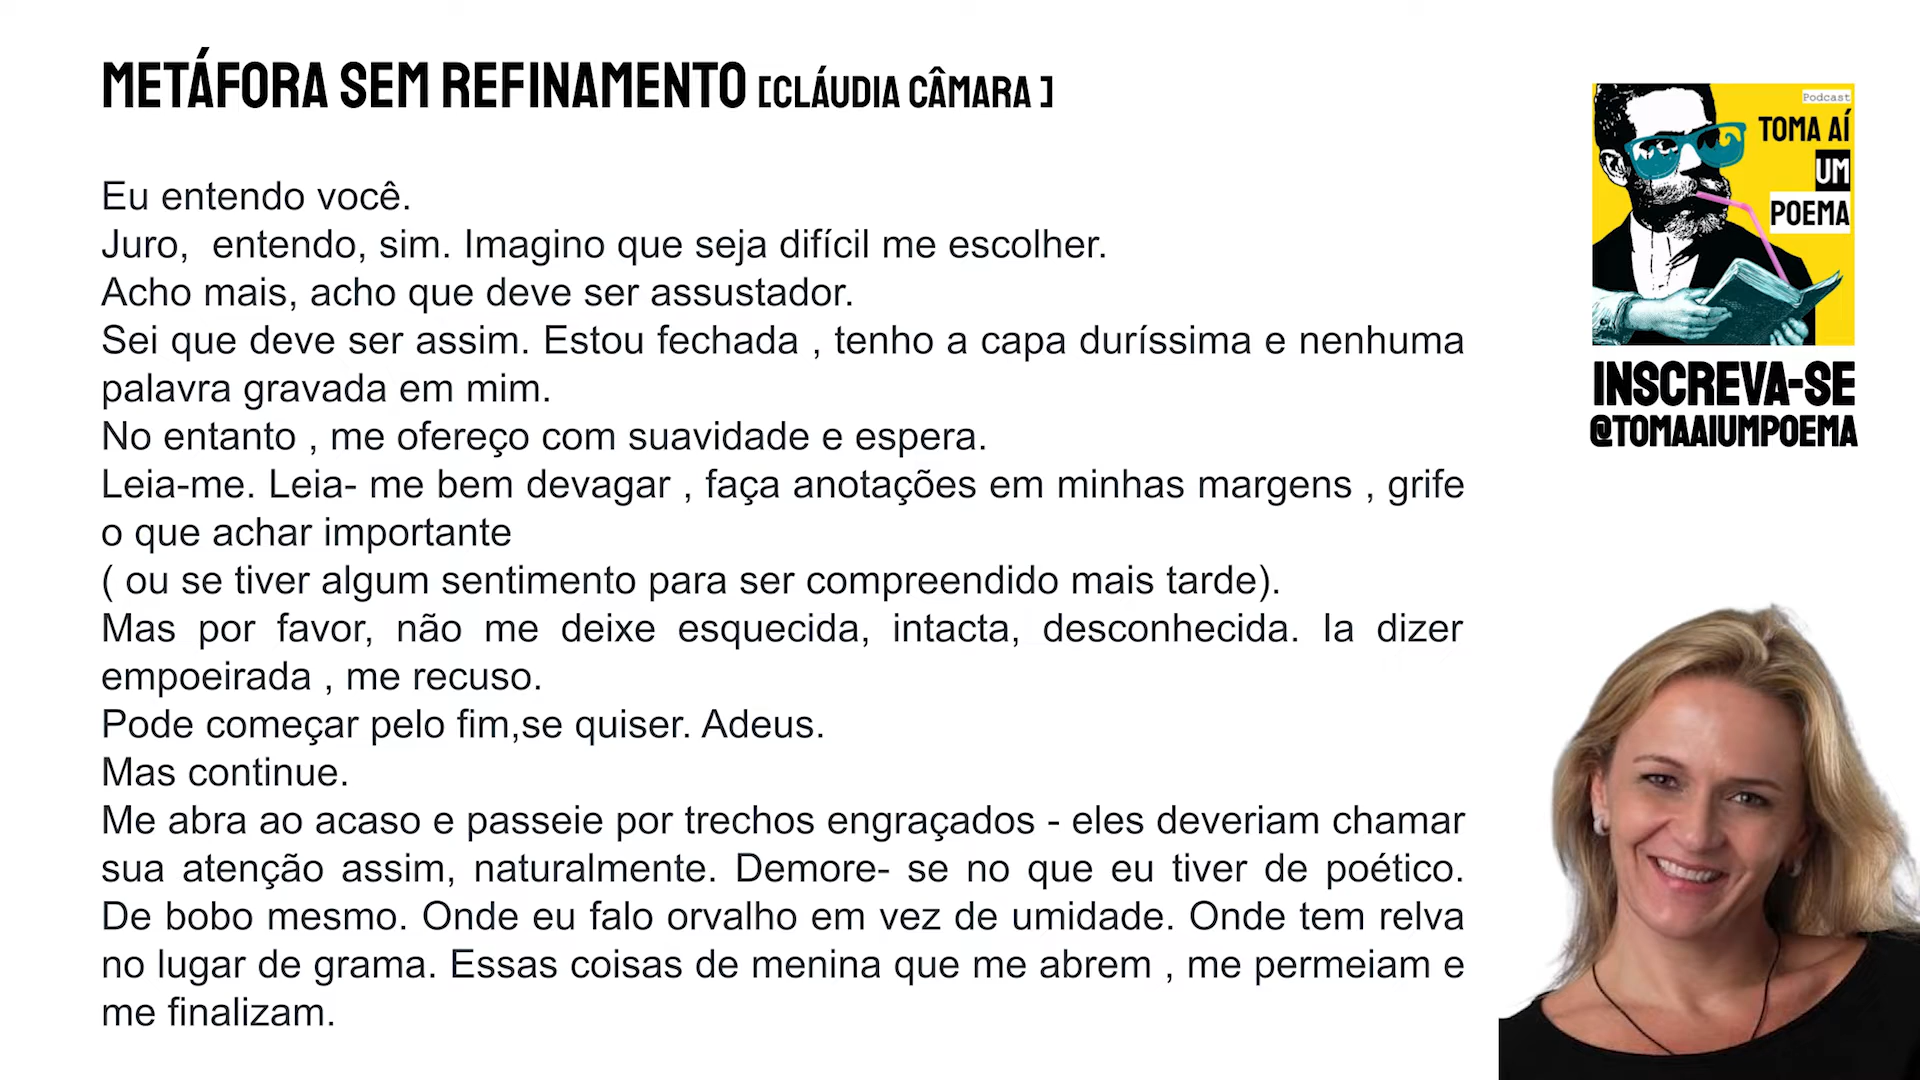 METÁFORA SEM REFINAMENTO [CLÁUDIA CÂMARA ]
Eu entendo você.
Juro,  entendo, sim. Imagino que seja difícil me escolher.
Acho mais, acho que deve ser assustador.
Sei que deve ser assim. Estou fechada , tenho a capa duríssima e nenhuma
palavra gravada em mim.
No entanto , me ofereço com suavidade e espera.
Leia-me. Leia- me bem devagar , faça anotações em minhas margens , grife
o que achar importante
( ou se tiver algum sentimento para ser compreendido mais tarde).
Mas por favor, não me deixe esquecida, intacta, desconhecida. Ia dizer
empoeirada , me recuso.
Pode começar pelo fim,se quiser. Adeus.
Mas continue.
Me abra ao acaso e passeie por trechos engraçados - eles deveriam chamar
sua atenção assim, naturalmente. Demore- se no que eu tiver de poético.
De bobo mesmo. Onde eu falo orvalho em vez de umidade. Onde tem relva
no lugar de grama. Essas coisas de menina que me abrem , me permeiam e
me finalizam.
Podcast
TOMA AÍ
UM
POEMA
INSCREVA-SE
@TOMAAIUMPOEMA